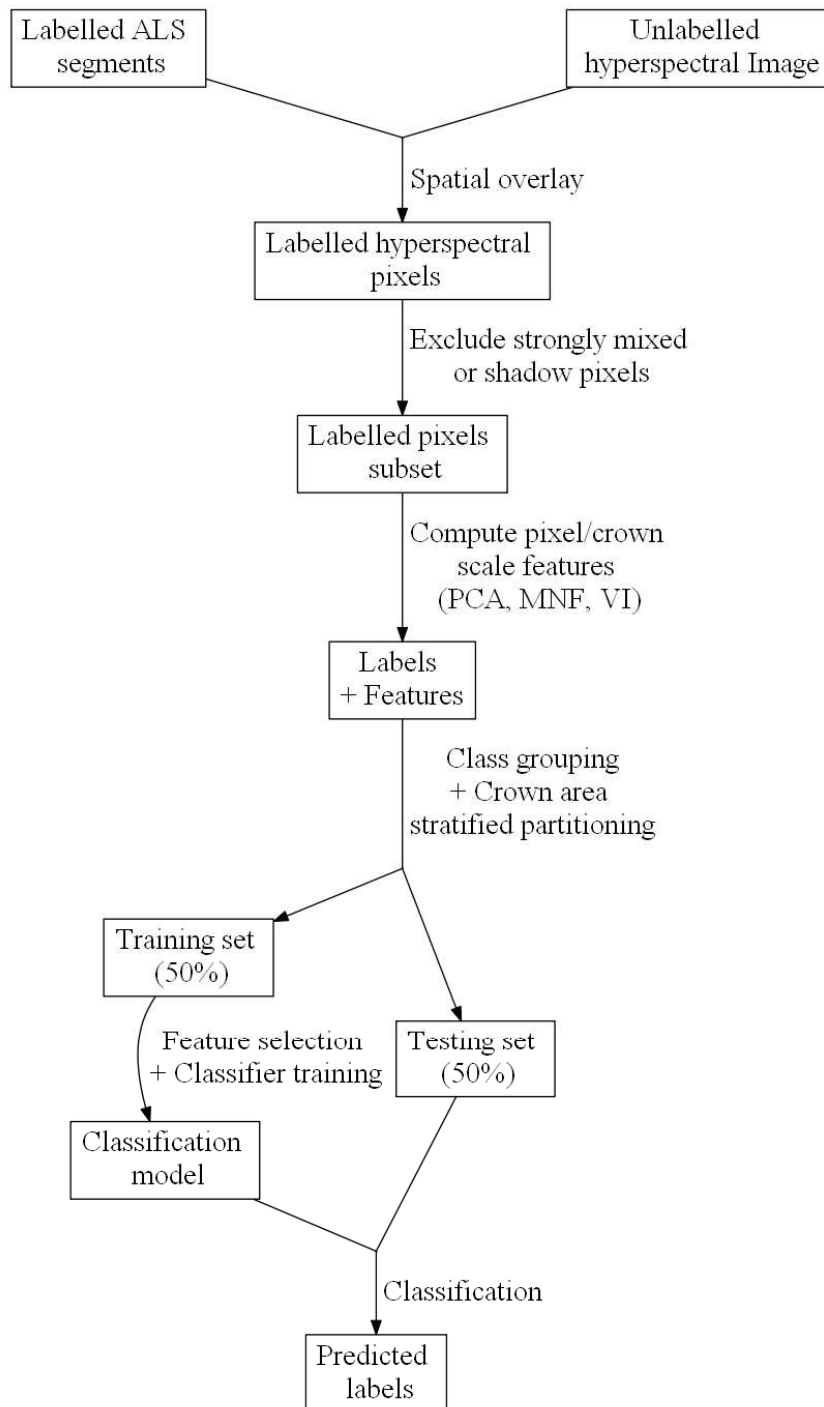 Labelled ALS
segments
Unlabelled
hyperspectral Image
Spatial overlay
Labelled hyperspectral
pixels
Exclude strongly mixed
or shadow pixels
Labelled pixels
subset
Compute pixel/crown
scale features
(PCA, MNF, VI)
Labels
+ Features
Class grouping
+ Crown area
stratified partitioning
Training set
(50%)
Feature selection
+ Classifier training
Testing set
(50%)
Classification
model
Classification
Predicted
labels